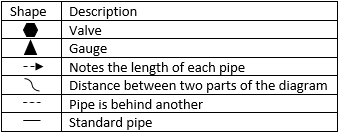 Shape Description
Valve
Gauge
Notes the length of each pipe
Distance between two parts of the diagram
Pipe is behind another
Standard pipe